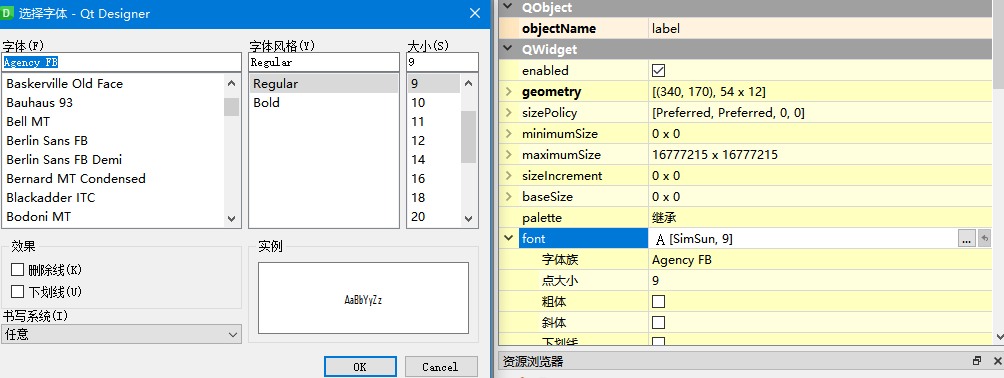 选择字体 - Qt Designer
字体(F)
Agency FB
Baskerville Old Face
Bauhaus 93
Bell MT
Berlin Sans FB
Berlin Sans FB Demi
Bernard MT Condensed
Blackadder ITC
Bodoni MT
字体风格(Y)
Regular
Regular
Bold
大小(S)
9
9
10
11
12
14
16
18
20
效果
删除线(K)
下划线(U)
书写系统(I)
任意
实例
AaBbYyZz
OK
Cancel
QObject
objectName label
QWidget
enabled
geometry [(340, 170), 54 x 12]
sizePolicy [Preferred, Preferred, 0, 0]
minimumSize 0 x 0
maximumSize 16777215 x 16777215
sizeIncrement 0 x 0
baseSize 0 x 0
palette 继承
font A [SimSun, 9] ...
字体族 Agency FB
点大小 9
粗体
斜体
下划线
资源浏览器